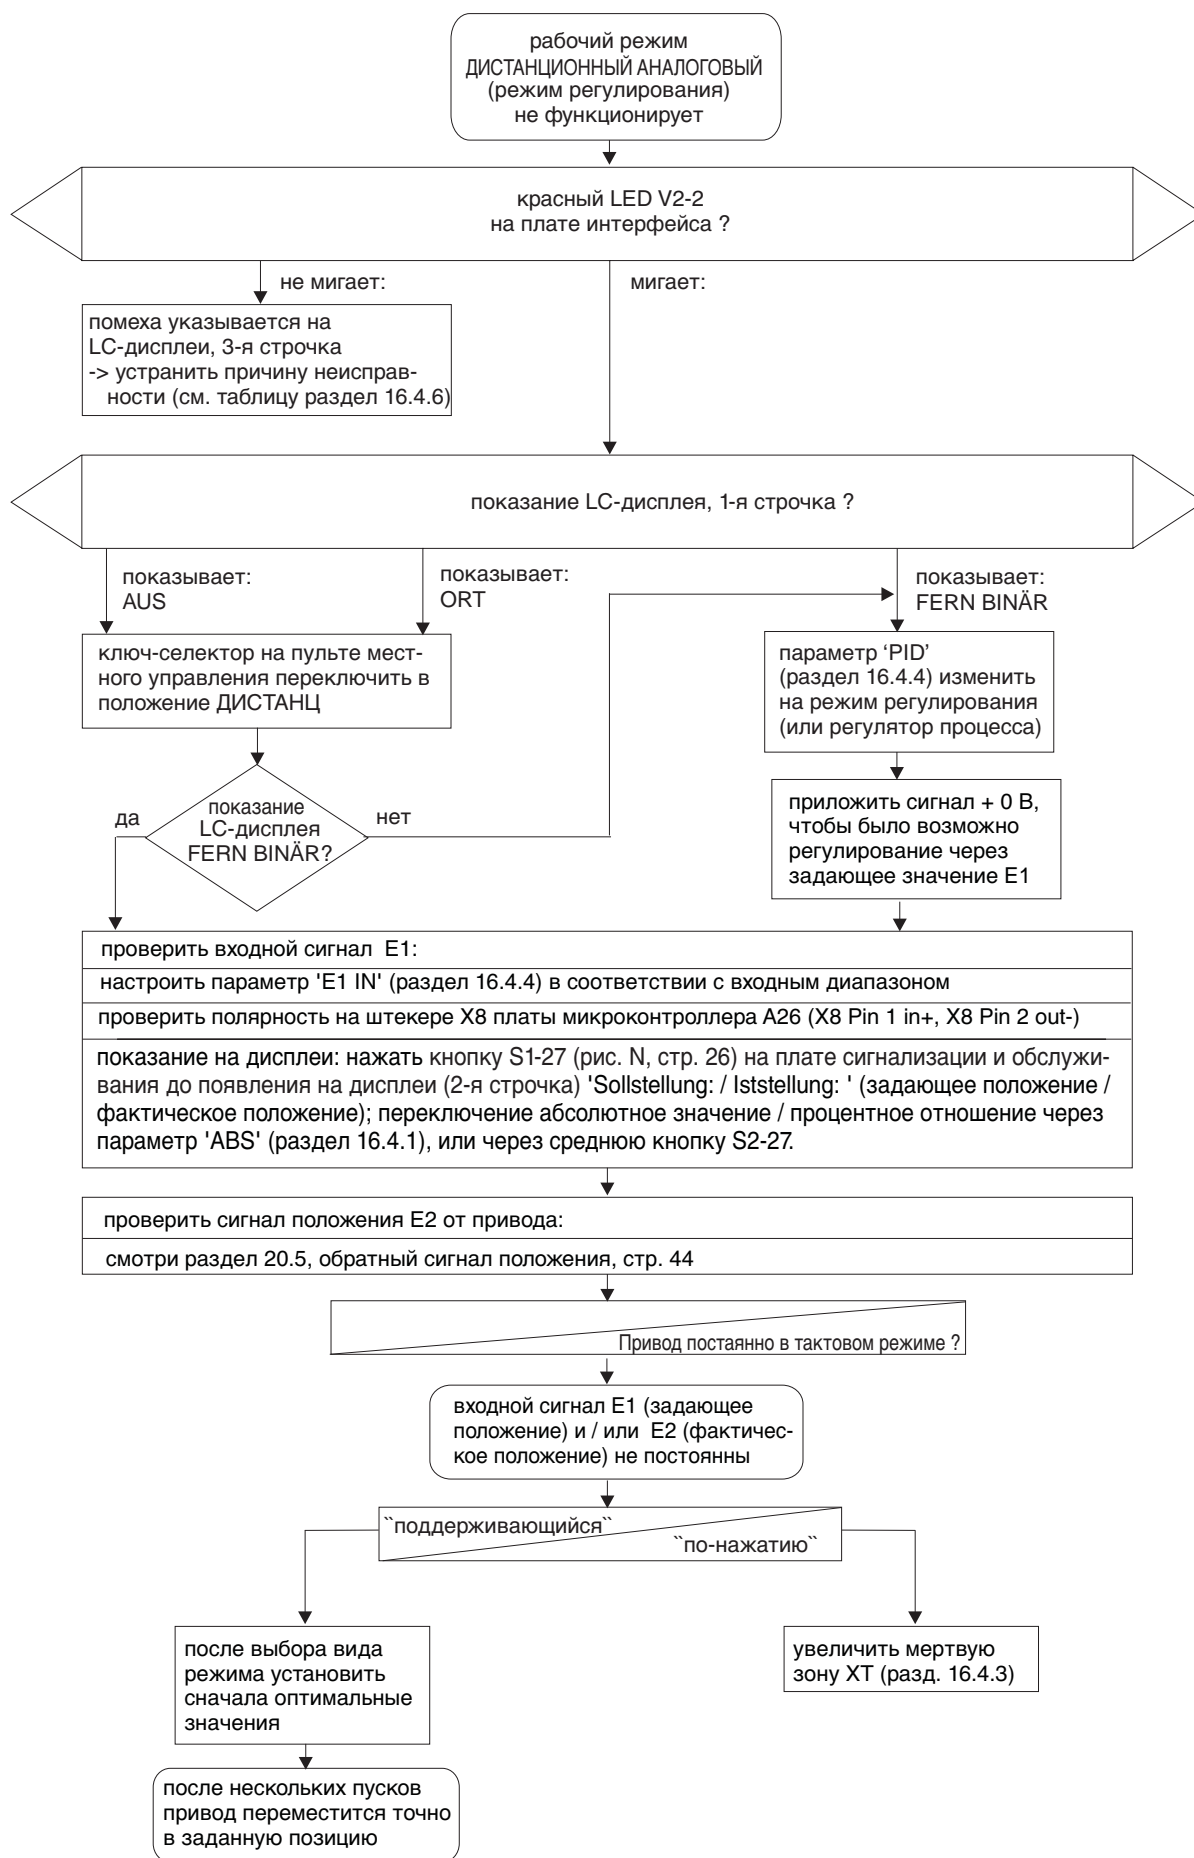 рабочий режим
ДИСТАНЦИОННЫЙ АНАЛОГОВЫЙ
(режим регулирования)
не функционирует
красный LED V2-2
на плате интерфейса ?
не мигает:
мигает:
помеха указывается на
LC-дисплеи, 3-я строчка
-> устранить причину неисправ-
ности (см. таблицу раздел 16.4.6)
показание LC-дисплея, 1-я строчка ?
показывает:
AUS
показывает:
ORT
показывает:
FERN BINÄR
ключ-селектор на пульте мест-
ного управления переключить в
положение ДИСТАНЦ
параметр ‘PID’
(раздел 16.4.4) изменить
на режим регулирования
(или регулятор процесса)
показание
LC-дисплея
FERN BINÄR?
да
нет
приложить сигнал + 0 В,
чтобы было возможно
регулирование через
задающее значение E1
проверить входной сигнал E1:
настроить параметр 'E1 IN' (раздел 16.4.4) в соответствии с входным диапазоном
проверить полярность на штекере X8 платы микроконтроллера A26 (X8 Pin 1 in+, X8 Pin 2 out-)
показание на дисплеи: нажать кнопку S1-27 (рис. N, стр. 26) на плате сигнализации и обслужи-
вания до появления на дисплеи (2-я строчка) 'Sollstellung: / Iststellung: ' (задающее положение /
фактическое положение); переключение абсолютное значение / процентное отношение через
параметр 'ABS' (раздел 16.4.1), или через среднюю кнопку S2-27.
проверить сигнал положения E2 от привода:
смотри раздел 20.5, обратный сигнал положения, стр. 44
Привод постаянно в тактовом режиме ?
входной сигнал E1 (задающее
положение) и / или E2 (фактичес-
кое положение) не постоянны
``поддерживающийся``
``по-нажатию``
после выбора вида
режима установить
сначала оптимальные
значения
увеличить мертвую
зону XT (разд. 16.4.3)
после нескольких пусков
привод переместится точно
в заданную позицию